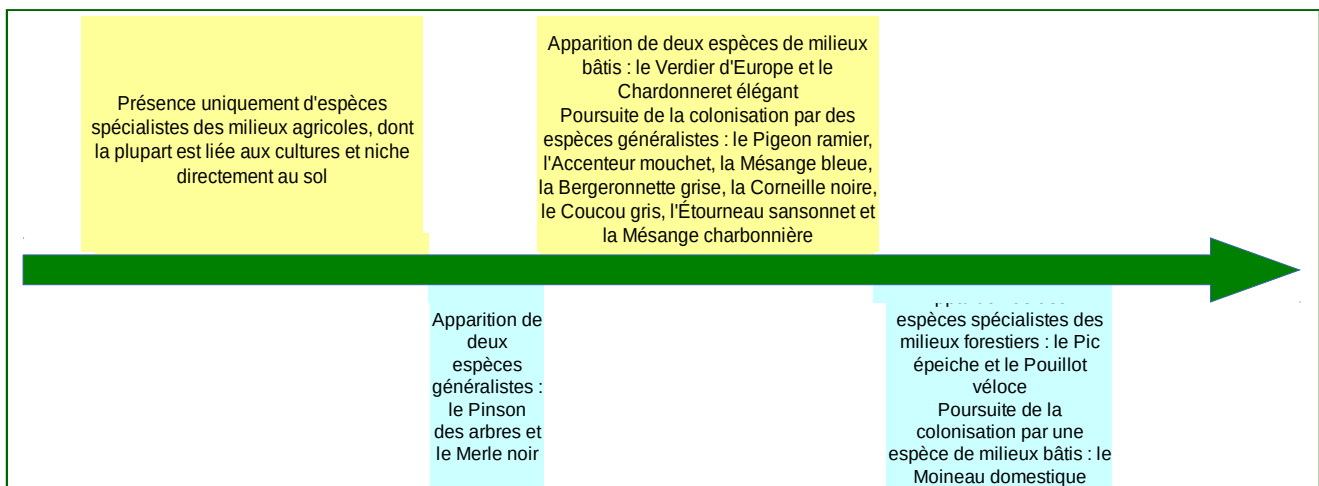 Présence uniquement d'espèces
spécialistes des milieux agricoles, dont
la plupart est liée aux cultures et niche
directement au sol
Apparition de deux espèces de milieux
bâtis : le Verdier d'Europe et le
Chardonneret élégant
Poursuite de la colonisation par des
espèces généralistes : le Pigeon ramier,
l'Accenteur mouchet, la Mésange bleue,
la Bergeronnette grise, la Corneille noire,
le Coucou gris, l'Étourneau sansonnet et
la Mésange charbonnière
Apparition de
deux
espèces
généralistes :
le Pinson
des arbres et
le Merle noir
espèces spécialistes des
milieux forestiers : le Pic
épeiche et le Pouillot
véloce
Poursuite de la
colonisation par une
espèce de milieux bâtis : le
Moineau domestique